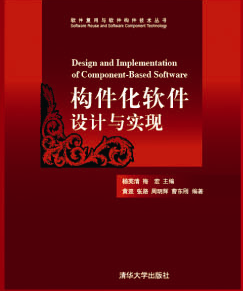 软件重用与软件构件技术丛书
Software Reuse and Software Component Technology
Design and Implementation
of Component-Based Software
构件化软件
设计与实现
杨芙清 梅 宏 主编
黄罡 张路 周明辉 曹东刚 编著
清华大学出版社